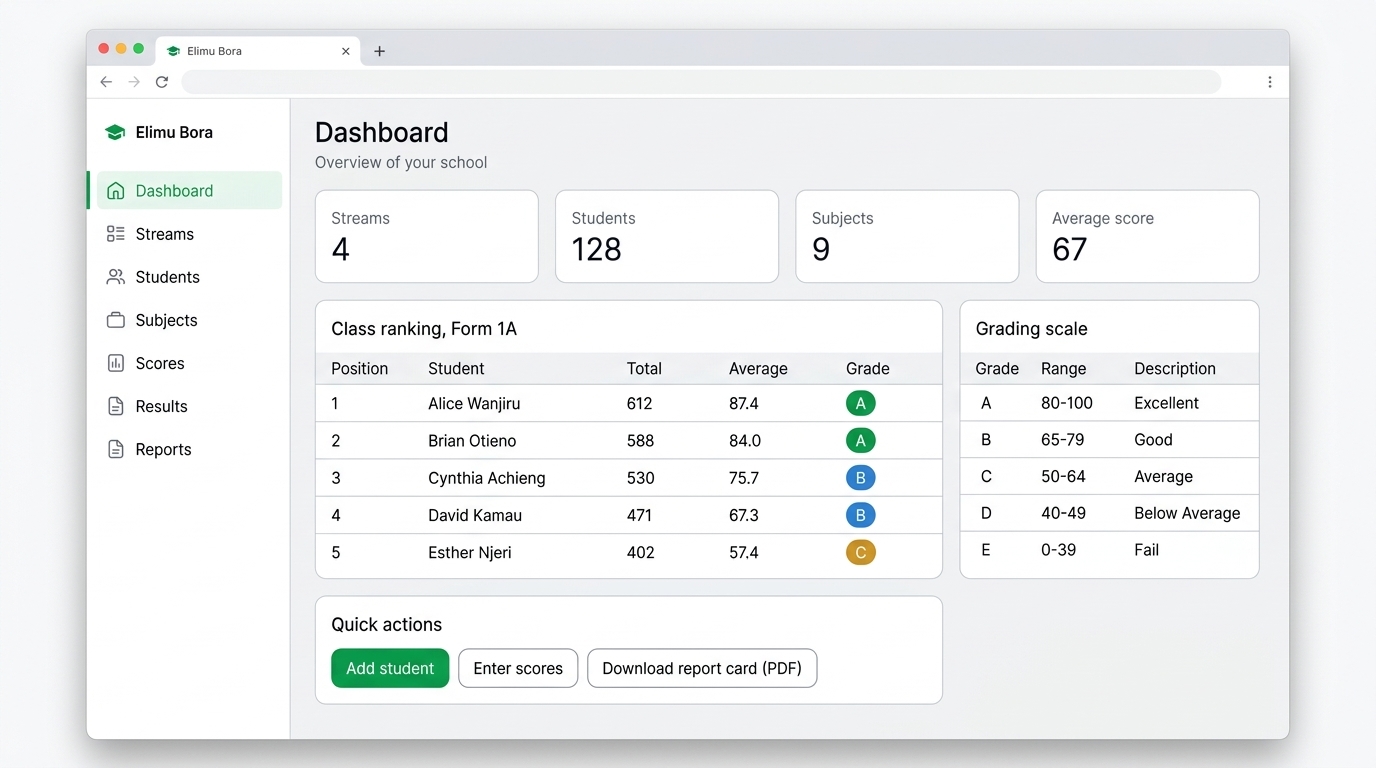 Elimu Bora
Elimu Bora
Dashboard
Streams
Students
Subjects
Scores
Results
Reports
Dashboard
Overview of your school
Streams
4
Students
128
Subjects
9
Average score
67
Class ranking, Form 1A
Position Student Total Average Grade
1 Alice Wanjiru 612 87.4 A
2 Brian Otieno 588 84.0 A
3 Cynthia Achieng 530 75.7 B
4 David Kamau 471 67.3 B
5 Esther Njeri 402 57.4 C
Grading scale
Grade Range Description
A 80-100 Excellent
B 65-79 Good
C 50-64 Average
D 40-49 Below Average
E 0-39 Fail
Quick actions
Add student
Enter scores
Download report card (PDF)